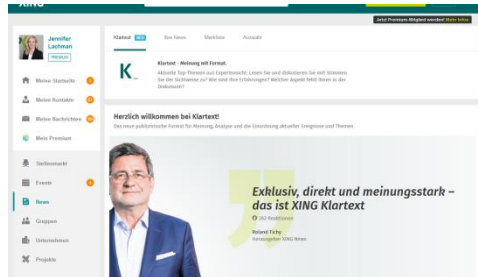 XING
Jetzt Premium-Mitglied werden! Mehr Infos
Jennifer
Lachman
PREMIUM
Klartext NEU Ihre News Merkliste Auswahl
K_
Klartext - Meinung mit Format.
Aktuelle Top-Themen aus Expertensicht: Lesen Sie und diskutieren Sie mit! Stimmen
Sie der Sichtweise zu? Wie sind Ihre Erfahrungen? Welcher Aspekt fehlt Ihnen in der
Diskussion?
Meine Startseite
Meine Kontakte
Meine Nachrichten
Mein Premium
Stellenmarkt
Events
News
Gruppen
Unternehmen
Projekte
Herzlich willkommen bei Klartext!
Das neue publizistische Format für Meinung, Analyse und die Einordnung aktueller Ereignisse und Themen
Exklusiv, direkt und meinungsstark –
das ist XING Klartext
392 Reaktionen
Roland Tichy
Herausgeber XING News